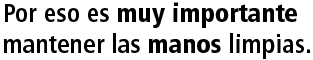 Por eso es muy importante
mantener las manos limpias.